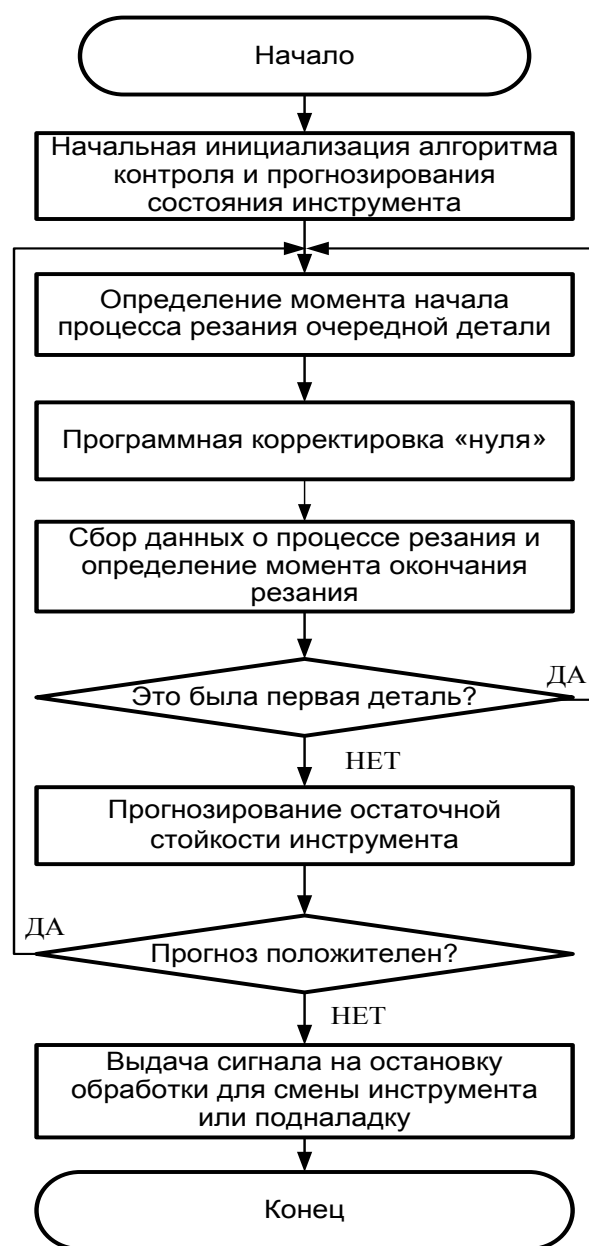 Начало
Начальная инициализация алгоритма
контроля и прогнозирования
состояния инструмента
Определение момента начала
процесса резания очередной детали
Программная корректировка «нуля»
Сбор данных о процессе резания и
определение момента окончания
резания
Это была первая деталь?
ДА
НЕТ
Прогнозирование остаточной
стойкости инструмента
ДА
Прогноз положителен?
НЕТ
Выдача сигнала на остановку
обработки для смены инструмента
или подналадку
Конец